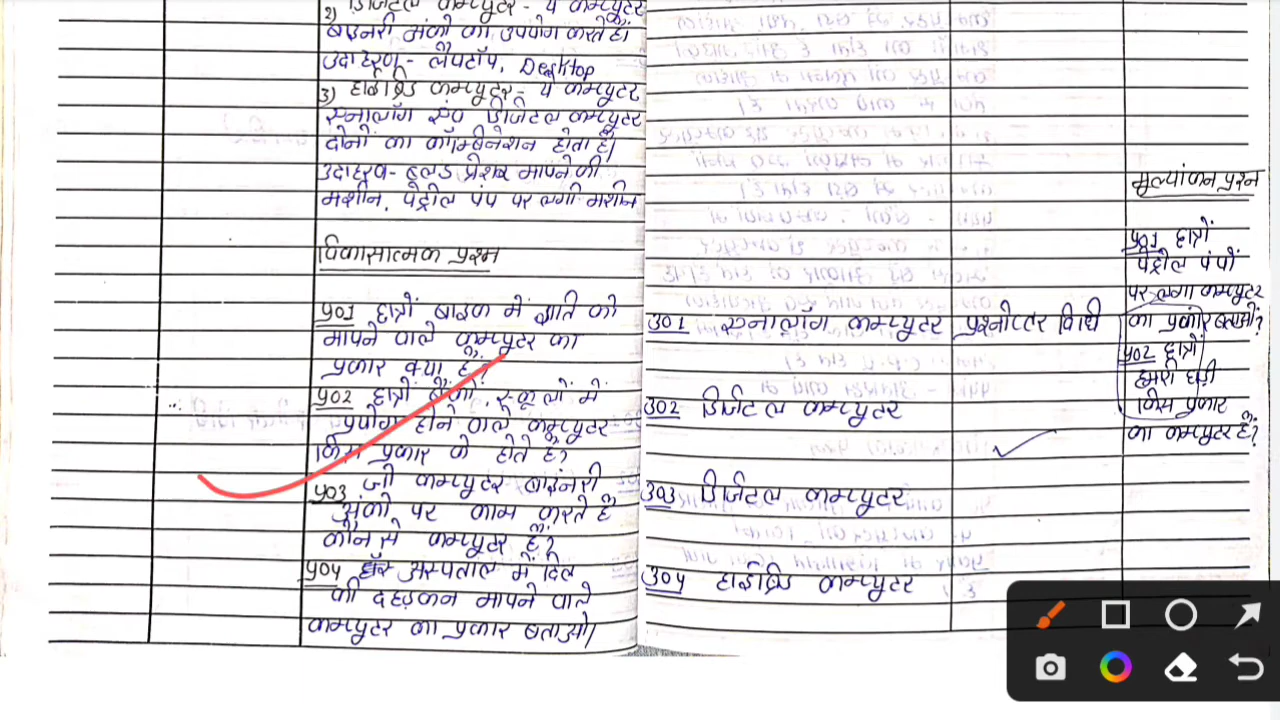 2) डिजिटल कम्प्यूटर - ये कम्प्यूटर
बाइनरी अंको का उपयोग करते हैं।
उदाहरण - लैपटॉप, Desktop
3) हाइब्रिड कम्प्यूटर - ये कम्प्यूटर
एनालॉग एंव डिजिटल कम्प्यूटर
दोनों का कॉम्बिनेशन होता है।
उदाहरण - ब्लड प्रेशर मापने की
मशीन, पेट्रोल पंप पर लगी मशीन
विकासात्मक प्रश्न
प्र01 छात्रों बाइक में गति को
मापने वाले कम्प्यूटर का
प्रकार क्या है?
प्र02 छात्रों बैंको, स्कूलों में
प्रयोग होने वाले कम्प्यूटर
किस प्रकार के होते है?
प्र03 जो कम्प्यूटर बाइनरी
अंको पर काम करते है
कौन से कम्प्यूटर है?
प्र04 अस्पताल में दिल
की दहड़कन मापने वाले
कम्प्यूटर का प्रकार बताओ।
उ01 एनालॉग कम्प्यूटर
उ02 डिजिटल कम्प्यूटर
उ03 डिजिटल कम्प्यूटर
उ04 हाईब्रिड कम्प्यूटर
प्रश्नोत्तर विधि
मूल्यांकन प्रश्न
प्र01 छात्रों
पेट्रोल पंपों
पर लगा कम्प्यूटर
का प्रकार बताओ?
प्र02 छात्रों
हमारी घड़ी
किस प्रकार
का कम्प्यूटर है?